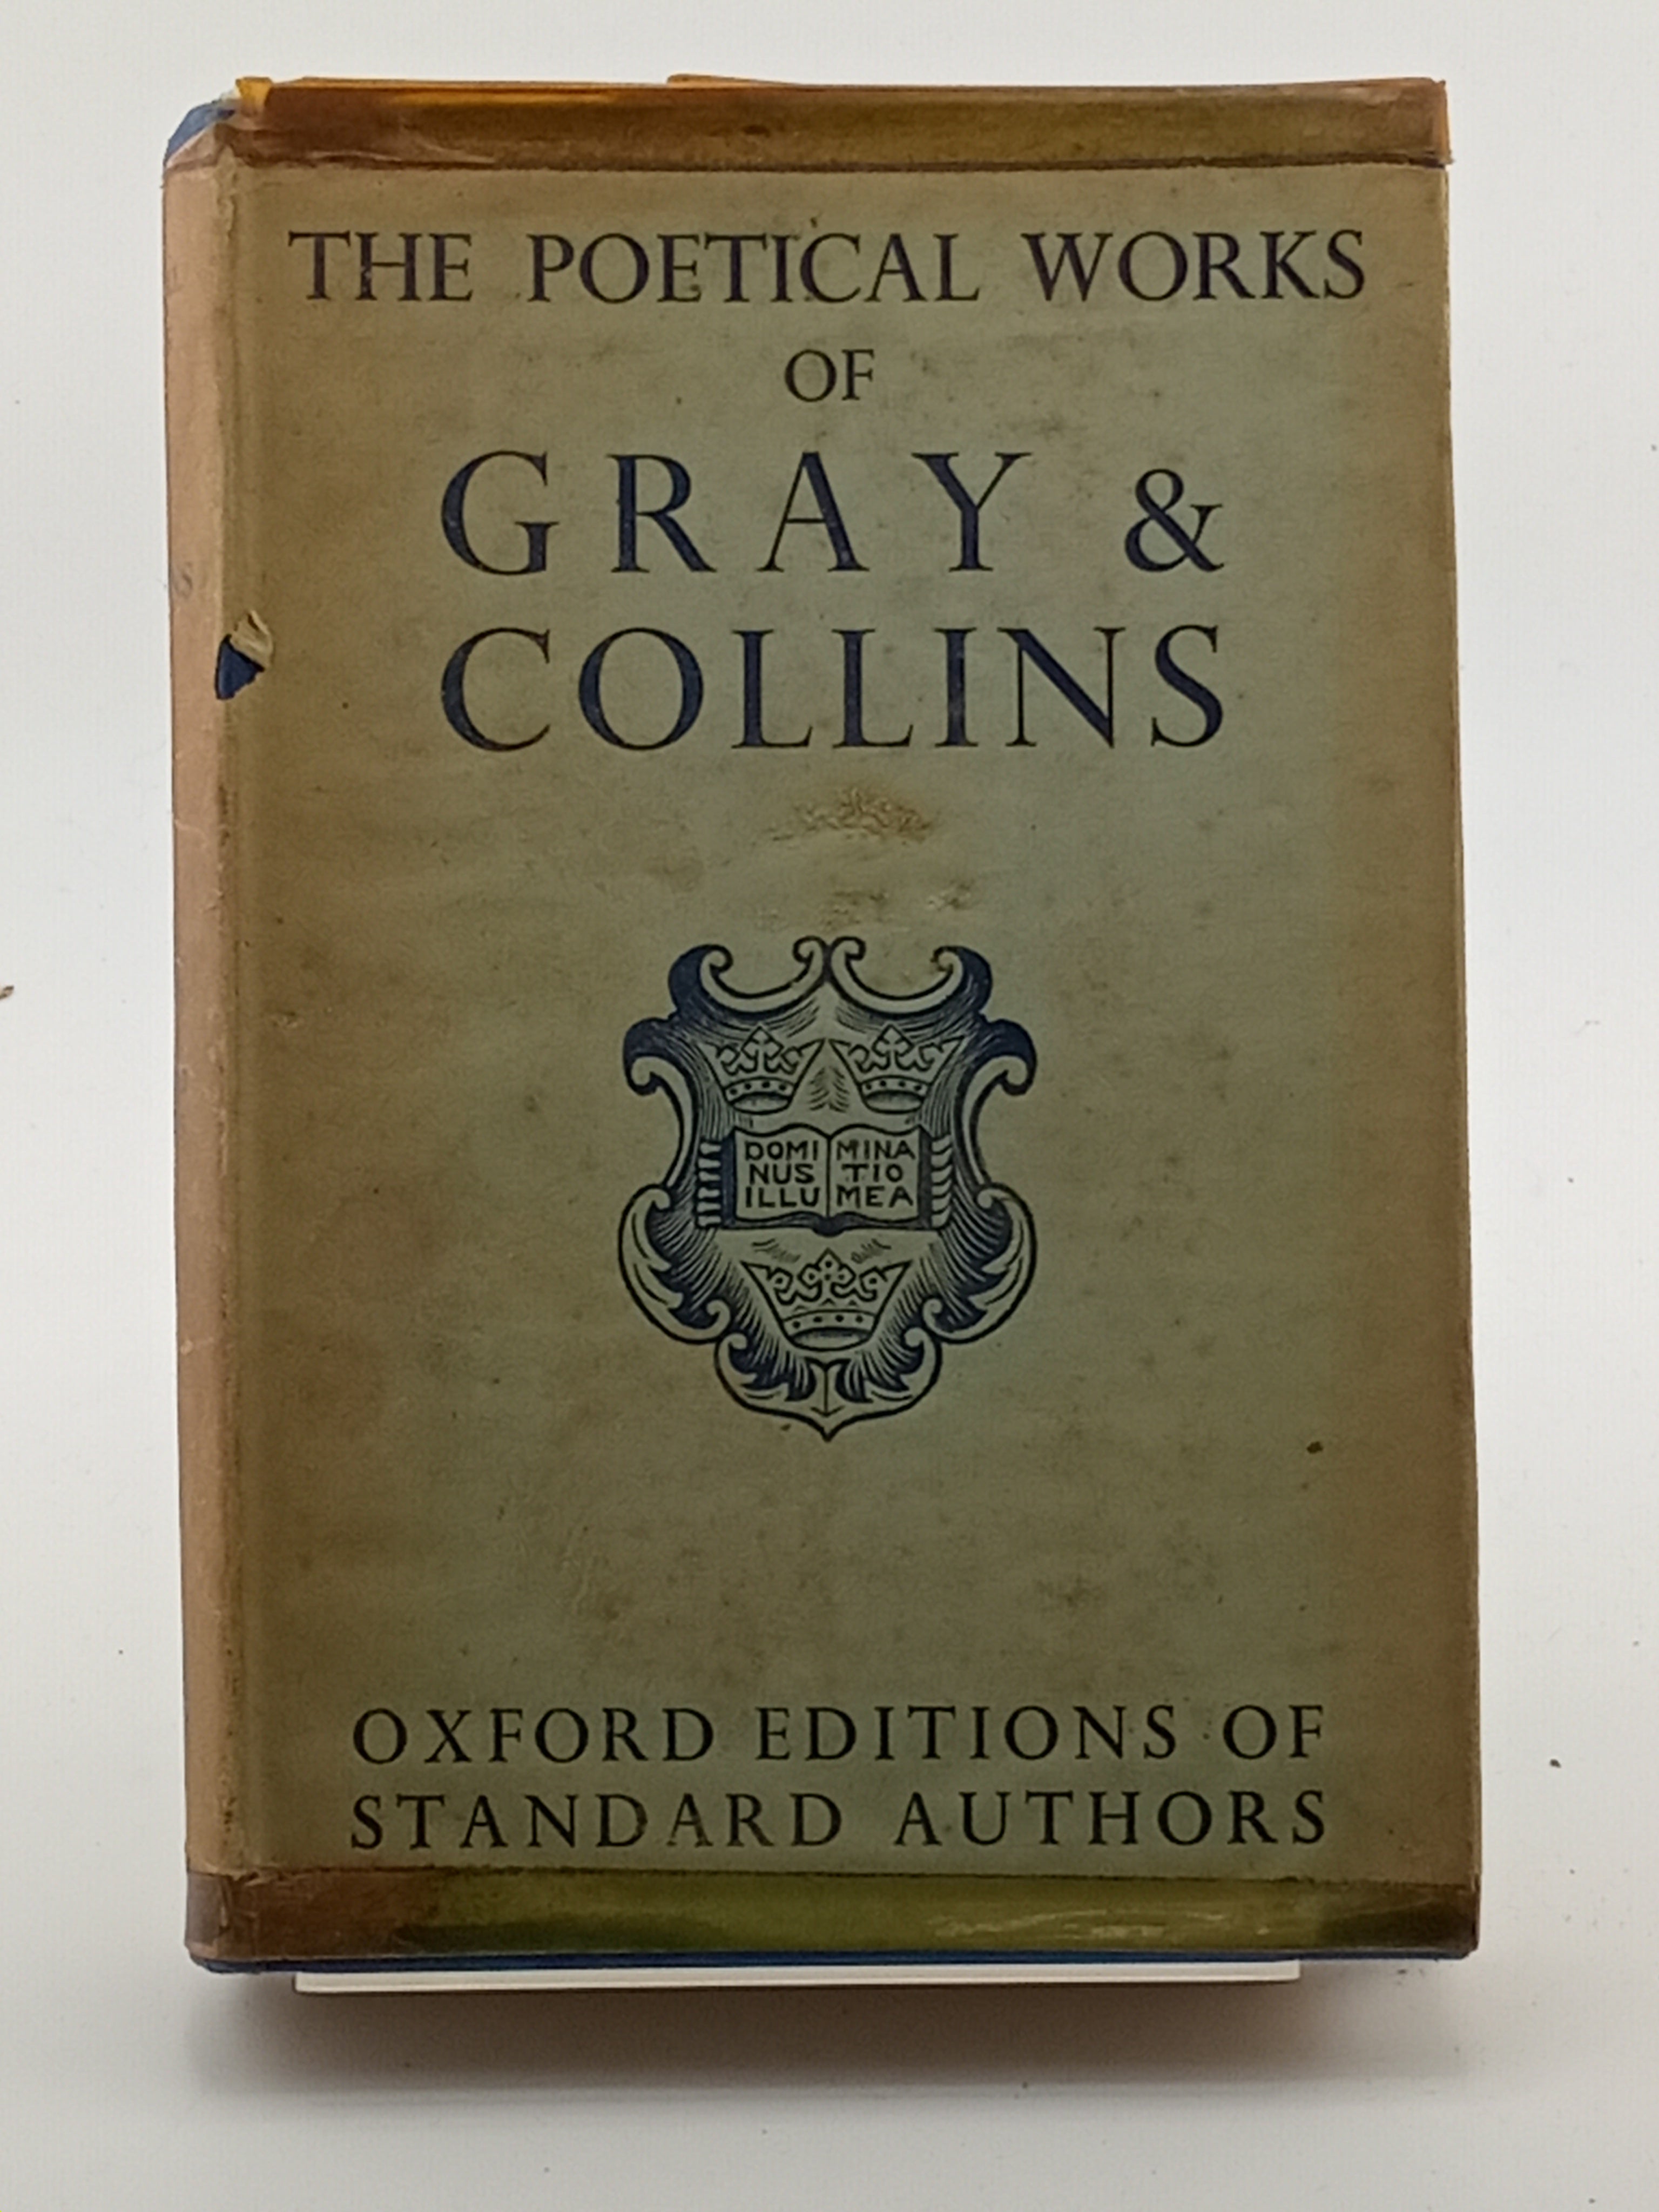 THE POETICAL WORKS
OF
GRAY &
COLLINS
DOMI MINA
NUS TIO
ILLU MEA
OXFORD EDITIONS OF
STANDARD AUTHORS